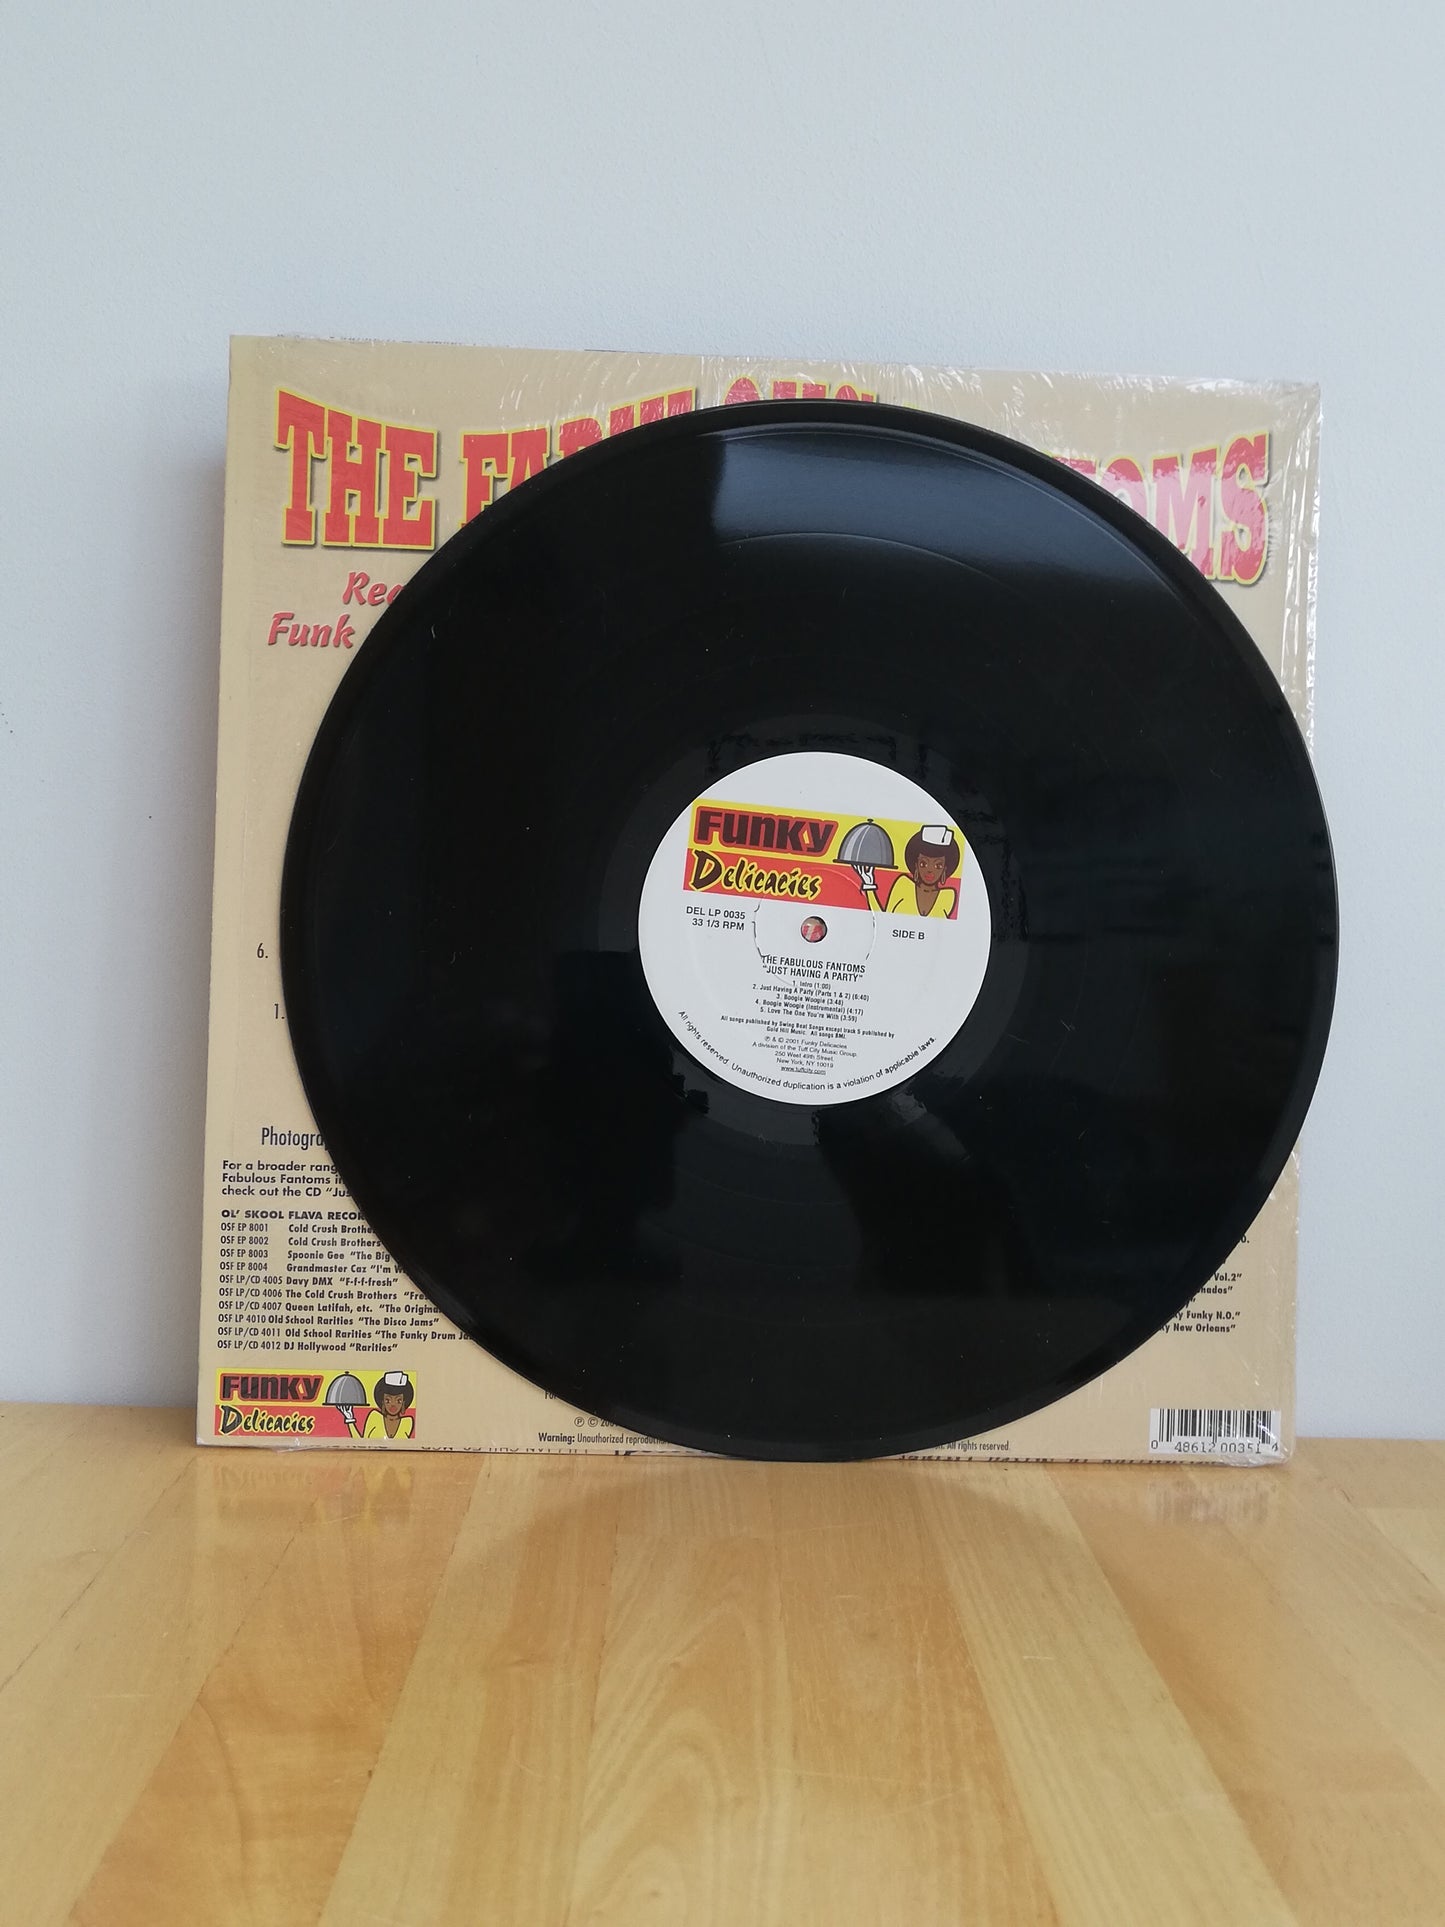 THE
OMS
Funk
6.
1.
For a broader
Fabulous Fantoms
check out the CD
OL' SKOOL FLAVA
OSF EP 8001 Cold Crush
OSF EP 8002 Cold Crush Brothers
OSF EP 8003 Spoonie Gee "The Big
OSF EP 8004 Grandmaster Caz "I'm
OSF LP/CD 4005 Davy DMX "F-f-f-fresh"
OSF LP/CD 4006 The Cold Crush Brothers
OSF LP/CD 4007 Queen Latifah, etc. "The
OSF LP 4010 Old School Rarities "The Disco Jams"
OSF LP/CD 4011 Old School Rarities "The Funky Drum
OSF LP/CD 4012 DJ Hollywood "Rarities"
Vol.2"
Funky N.O."
New Orleans"
Funky
Delicacies
℗ ©
Warning: Unauthorized
All rights reserved.
0 48612 00351 4
Funky
Delicacies
DEL LP 0035
33 1/3 RPM
SIDE B
THE FABULOUS FANTOMS
"JUST HAVING A PARTY"
1. Intro (1:00)
2. Just Having A Party (Parts 1 & 2) (6:40)
3. Boogie Woogie (3:48)
4. Boogie Woogie (Instrumental) (4:17)
5. Love The One You're With (3:59)
All songs published by Swing Beat Songs except track 5 published by
Gold Hill Music. All songs BMI.
℗ & © 2001 Funky Delicacies
A division of the Tuff City Music Group.
250 West 49th Street,
New York, NY 10019
www.tuffcity.com
All rights reserved. Unauthorized duplication is a violation of applicable laws.